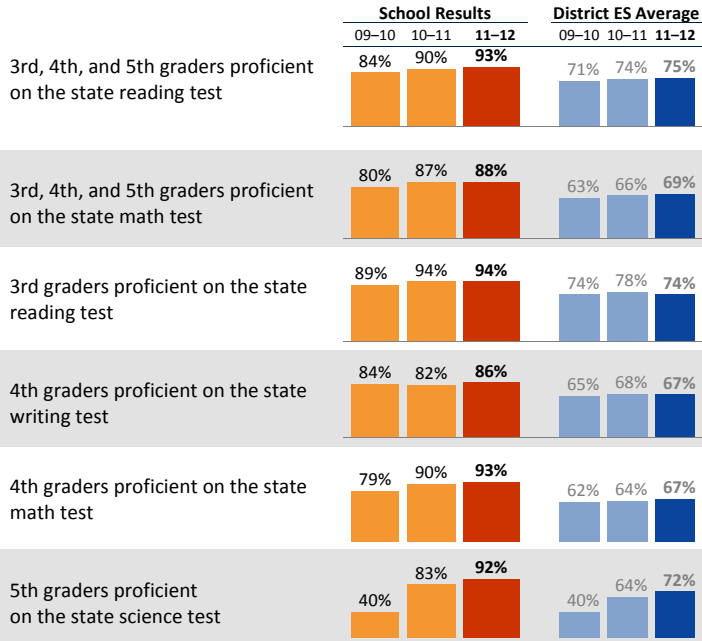 School Results District ES Average
09–10 10–11 11–12 09–10 10–11 11–12
3rd, 4th, and 5th graders proficient
on the state reading test
84% 90% 93% 71% 74% 75%
3rd, 4th, and 5th graders proficient
on the state math test
80% 87% 88% 63% 66% 69%
3rd graders proficient on the state
reading test
89% 94% 94% 74% 78% 74%
4th graders proficient on the state
writing test
84% 82% 86% 65% 68% 67%
4th graders proficient on the state
math test
79% 90% 93% 62% 64% 67%
5th graders proficient
on the state science test
40% 83% 92% 40% 64% 72%